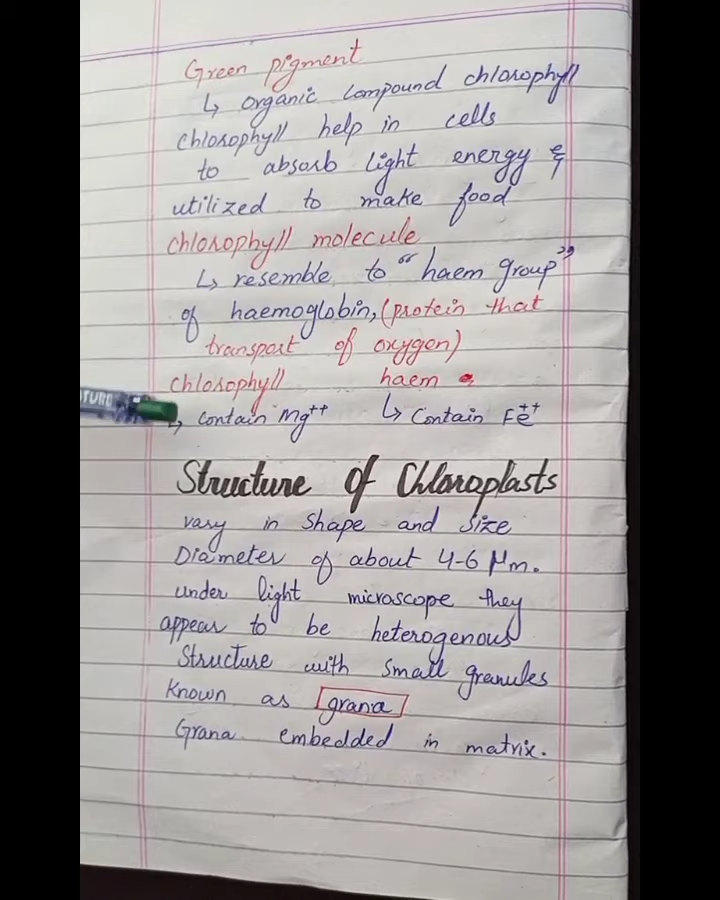 Green pigment
↳ organic compound chlorophyll
chlorophyll help in cells
to absorb light energy &
utilized to make food
chlorophyll molecule
↳ resemble to "haem group"
of haemoglobin, (protein that
transport of oxygen)
chlorophyll haem
↳ contain Mg++ ↳ Contain Fe++
Structure of Chloroplasts
vary in shape and size
Diameter of about 4-6 μm.
under light microscope they
appear to be heterogenous
Structure with small granules
Known as grana
Grana embedded in matrix.